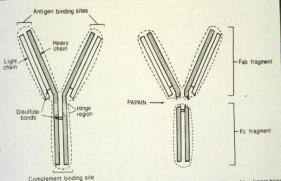 Antigen binding sites
Heavy
chain
Light
chain
Disulfide
bonds
Hinge
region
Complement binding site
PAPAIN
Fab fragment
Fc fragment